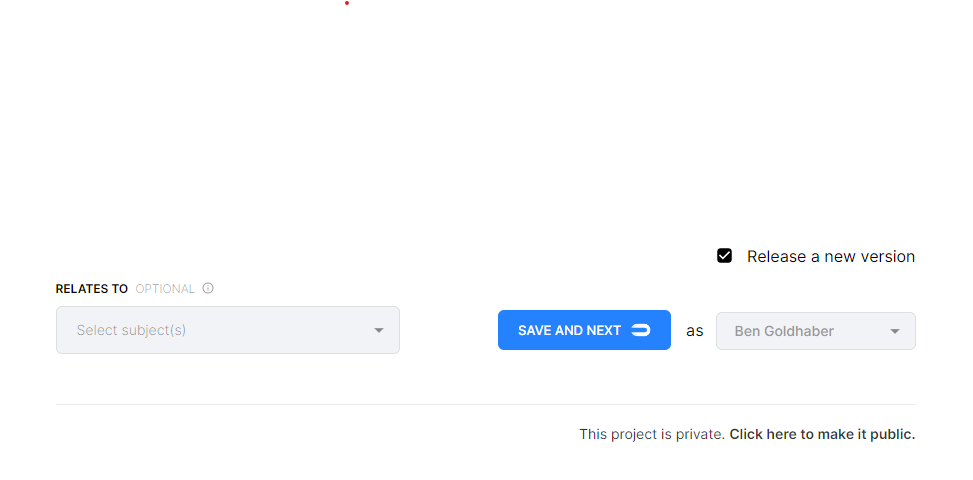 Release a new version
RELATES TO OPTIONAL
Select subject(s)
SAVE AND NEXT as Ben Goldhaber
This project is private. Click here to make it public.